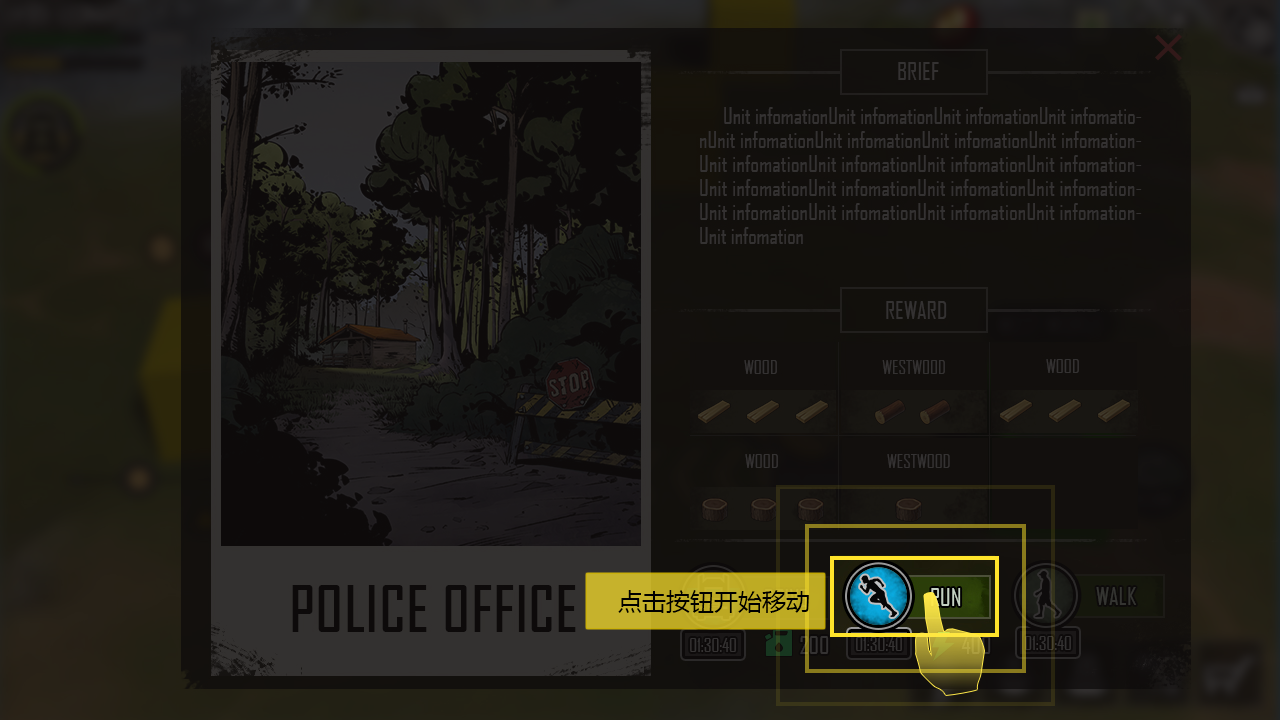 BRIEF
Unit infomationUnit infomationUnit infomationUnit infomatio-
nUnit infomationUnit infomationUnit infomationUnit infomation-
Unit infomationUnit infomationUnit infomationUnit infomation-
Unit infomationUnit infomationUnit infomationUnit infomation-
Unit infomationUnit infomationUnit infomationUnit infomation-
Unit infomation
REWARD
WOOD WESTWOOD WOOD
STOP
WOOD WESTWOOD
POLICE OFFICE
点击按钮开始移动
RUN
WALK
01:30:40 200 01:30:40 01:30:40